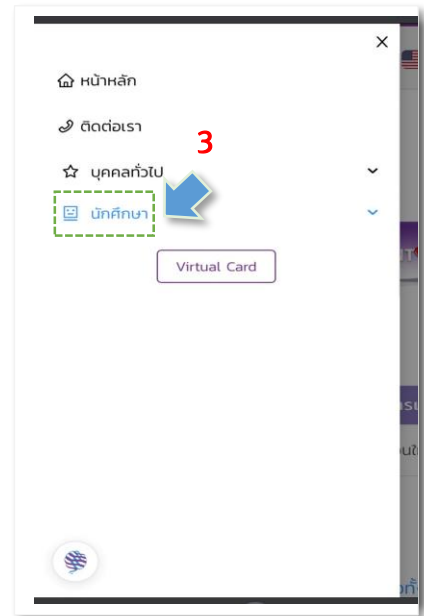 หน้าหลัก
ติดต่อเรา
3
บุคคลทั่วไป
นักศึกษา
Virtual Card